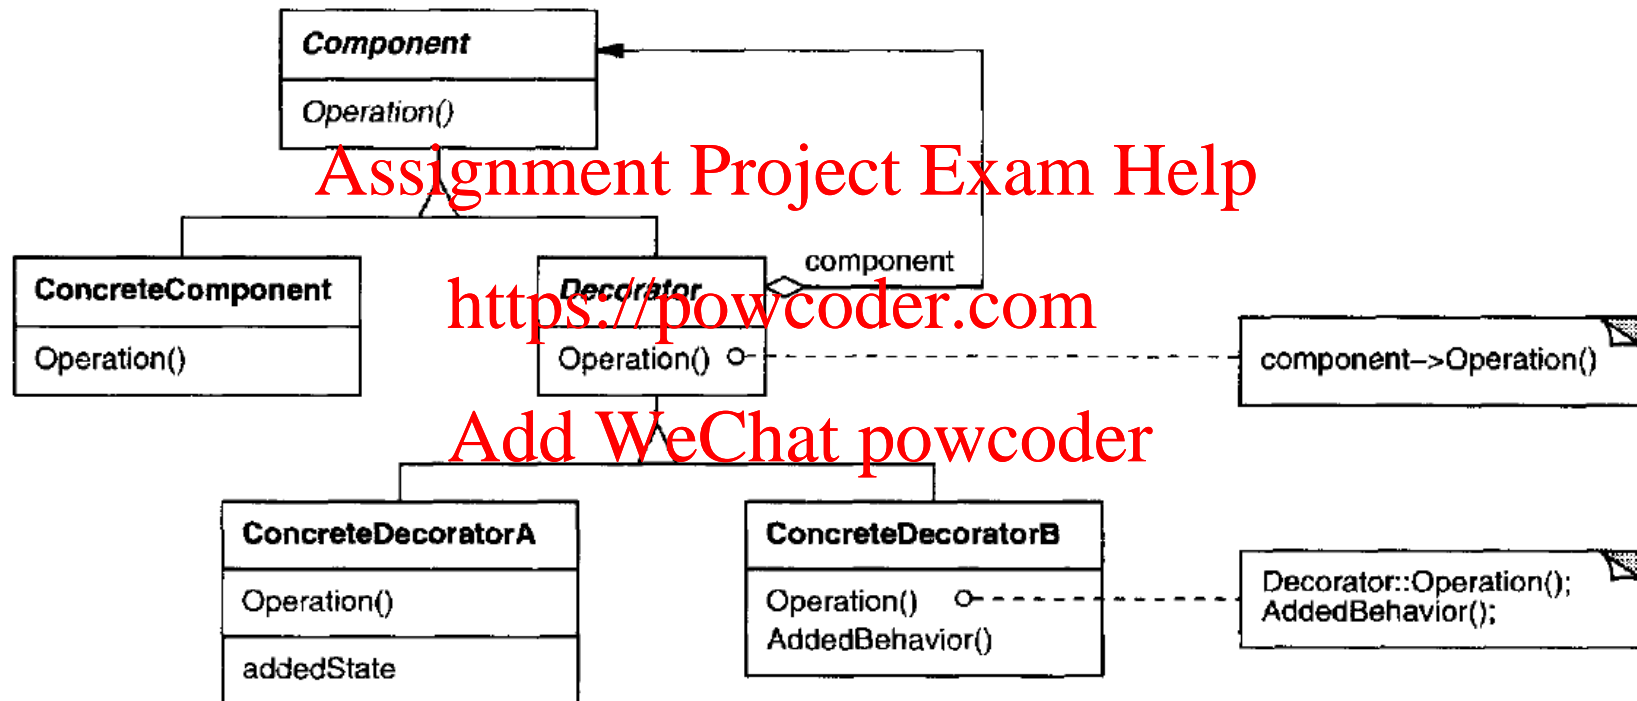 Component
Operation()
Assignment Project Exam Help
component
ConcreteComponent
Decorator
https://powcoder.com
Operation()
Operation()
component–>Operation()
Add WeChat powcoder
ConcreteDecoratorA
ConcreteDecoratorB
Operation()
addedState
Operation()
AddedBehavior()
Decorator::Operation();
AddedBehavior();